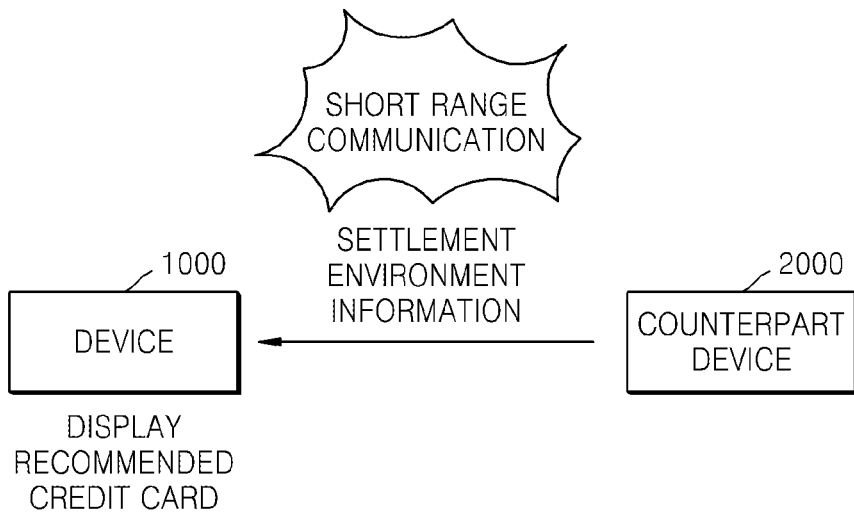 SHORT RANGE
COMMUNICATION
SETTLEMENT
ENVIRONMENT
INFORMATION
1000
DEVICE
DISPLAY
RECOMMENDED
CREDIT CARD
2000
COUNTERPART
DEVICE